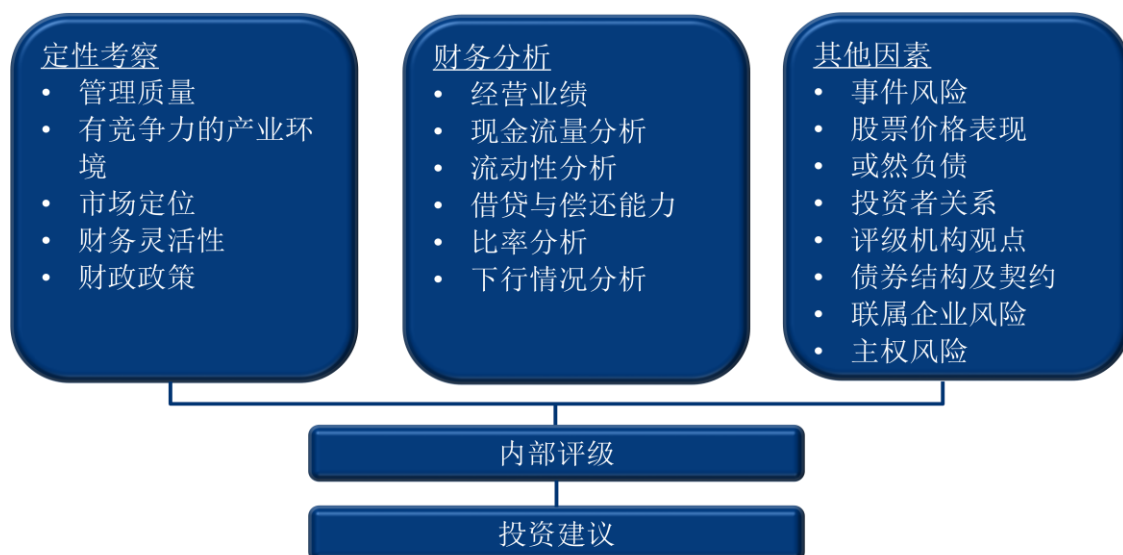 定性考察
• 管理质量
• 有竞争力的产业环
境
• 市场定位
• 财务灵活性
• 财政政策
财务分析
• 经营业绩
• 现金流量分析
• 流动性分析
• 借贷与偿还能力
• 比率分析
• 下行情况分析
其他因素
• 事件风险
• 股票价格表现
• 或然负债
• 投资者关系
• 评级机构观点
• 债券结构及契约
• 联属企业风险
• 主权风险
内部评级
投资建议